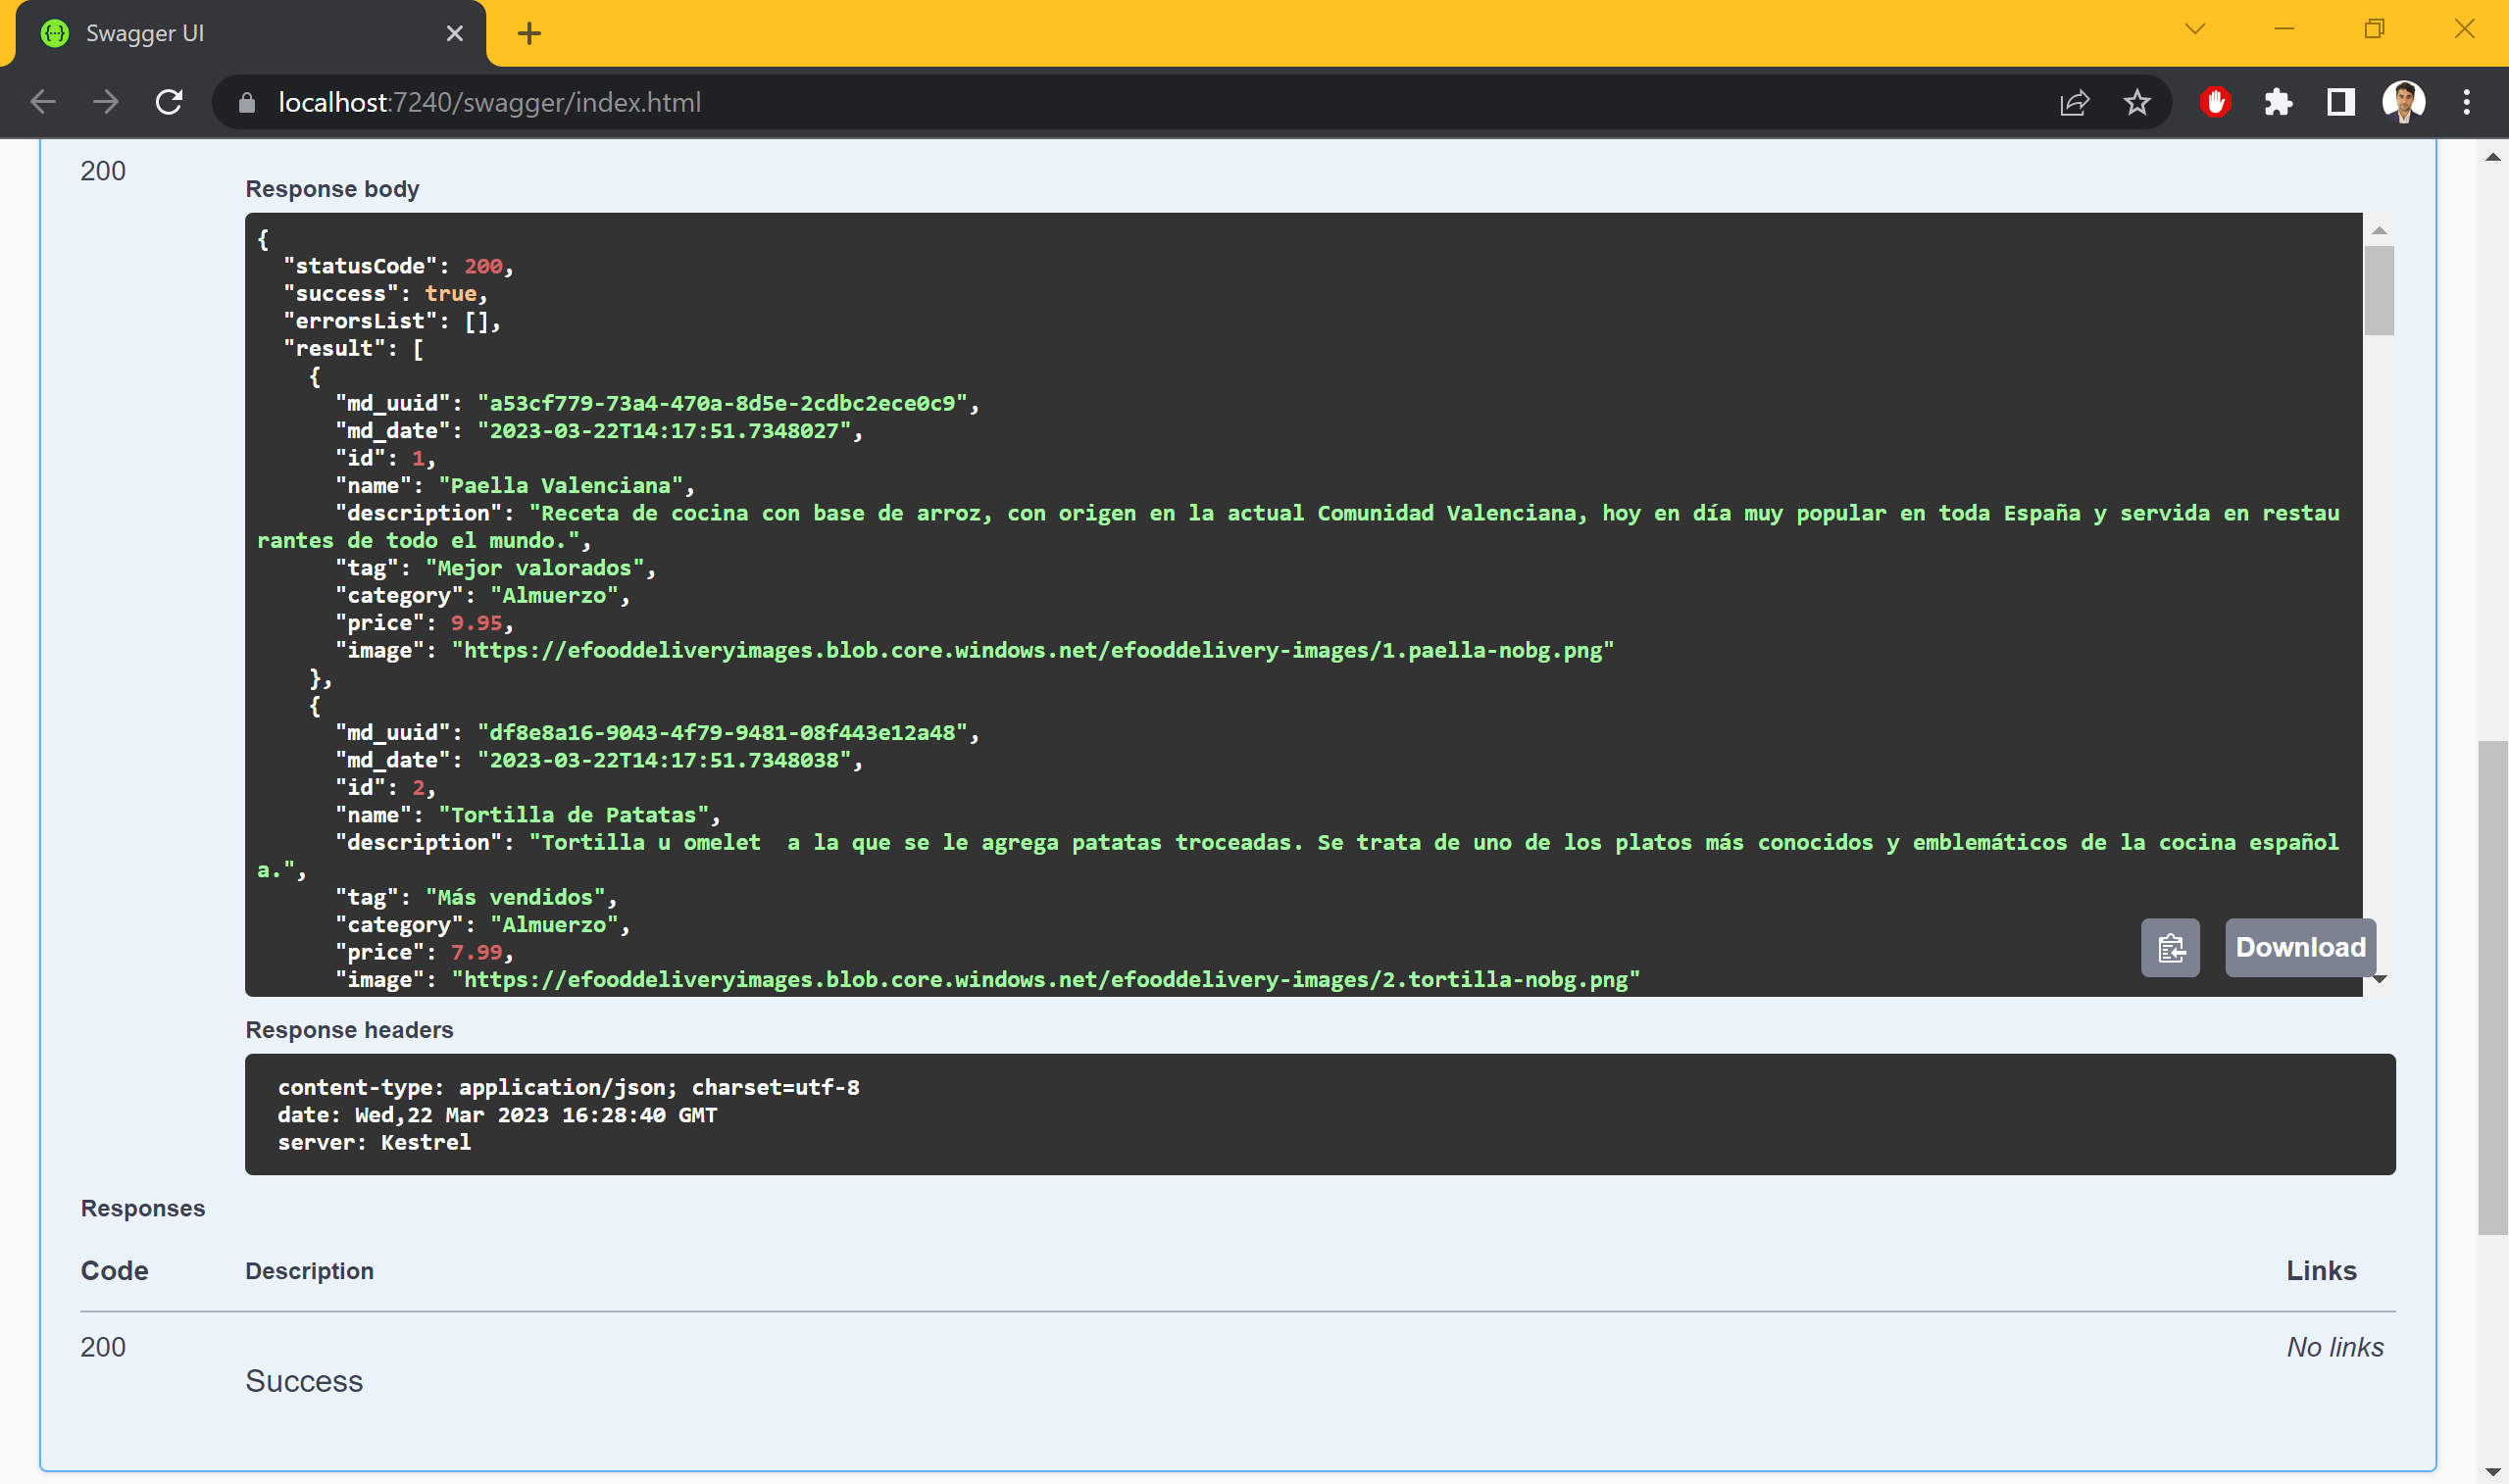 Swagger UI
localhost:7240/swagger/index.html
200
Response body
{
  "statusCode": 200,
  "success": true,
  "errorsList": [],
  "result": [
    {
      "md_uuid": "a53cf779-73a4-470a-8d5e-2cdbc2ece0c9",
      "md_date": "2023-03-22T14:17:51.7348027",
      "id": 1,
      "name": "Paella Valenciana",
      "description": "Receta de cocina con base de arroz, con origen en la actual Comunidad Valenciana, hoy en día muy popular en toda España y servida en restau
rantes de todo el mundo.",
      "tag": "Mejor valorados",
      "category": "Almuerzo",
      "price": 9.95,
      "image": "https://efooddeliveryimages.blob.core.windows.net/efooddelivery-images/1.paella-nobg.png"
    },
    {
      "md_uuid": "df8e8a16-9043-4f79-9481-08f443e12a48",
      "md_date": "2023-03-22T14:17:51.7348038",
      "id": 2,
      "name": "Tortilla de Patatas",
      "description": "Tortilla u omelet  a la que se le agrega patatas troceadas. Se trata de uno de los platos más conocidos y emblemáticos de la cocina español
a.",
      "tag": "Más vendidos",
      "category": "Almuerzo",
      "price": 7.99,
      "image": "https://efooddeliveryimages.blob.core.windows.net/efooddelivery-images/2.tortilla-nobg.png"
Download
Response headers
content-type: application/json; charset=utf-8
date: Wed,22 Mar 2023 16:28:40 GMT
server: Kestrel
Responses
Code Description Links
200 No links
Success